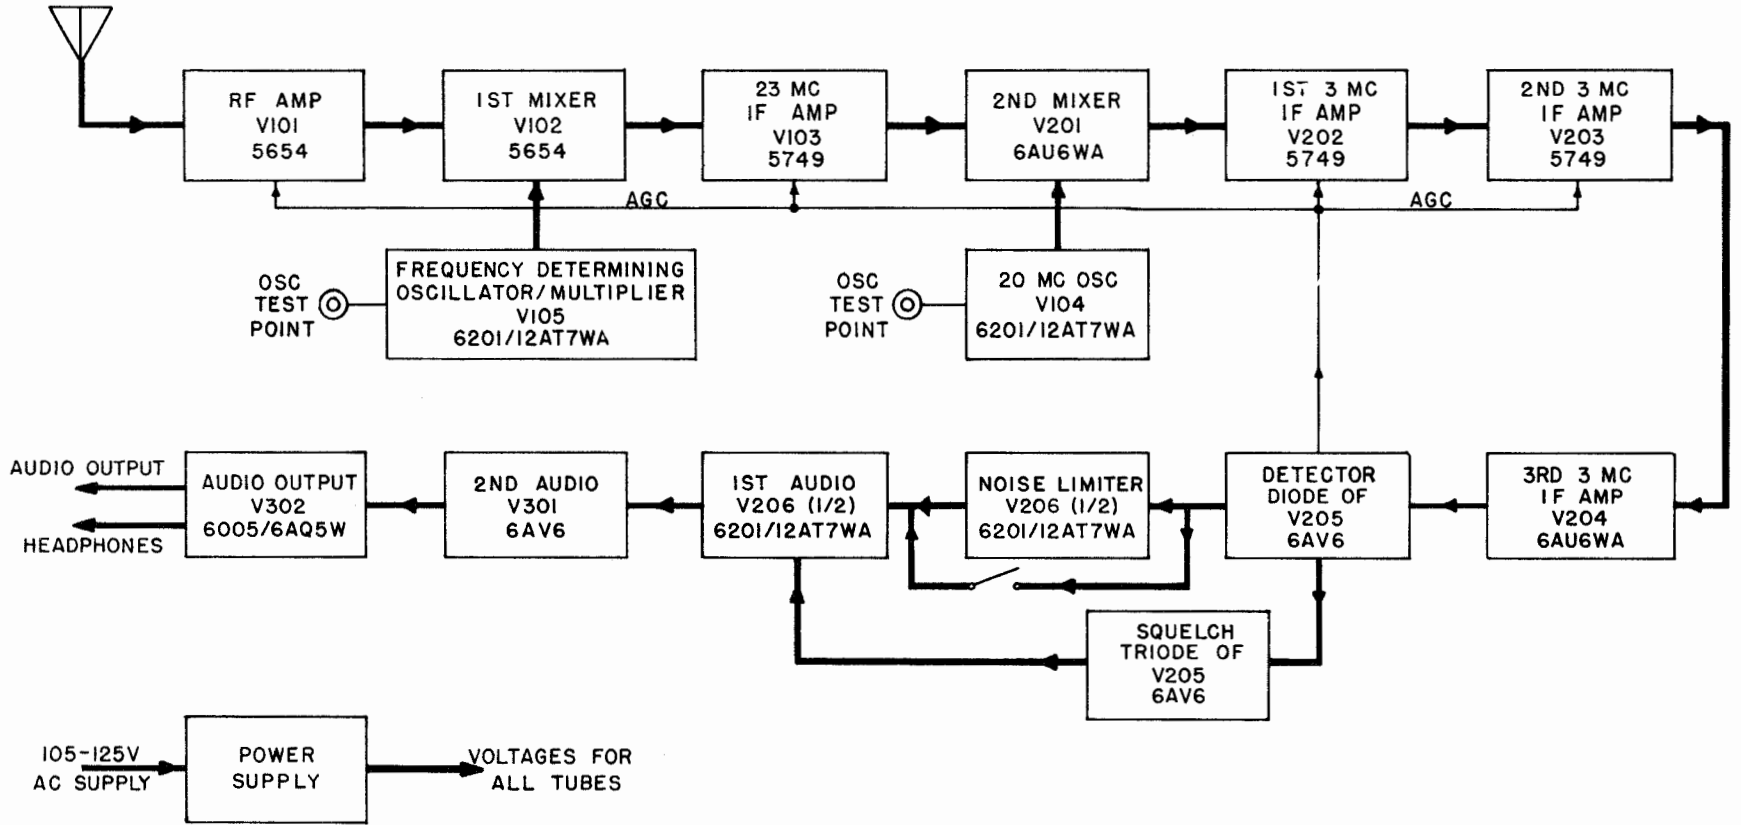 RF AMP
V101
5654
1ST MIXER
V102
5654
23 MC
IF AMP
V103
5749
2ND MIXER
V201
6AU6WA
1ST 3 MC
IF AMP
V202
5749
2ND 3 MC
IF AMP
V203
5749
AGC
AGC
OSC
TEST
POINT
FREQUENCY DETERMINING
OSCILLATOR/MULTIPLIER
V105
6201/12AT7WA
OSC
TEST
POINT
20 MC OSC
V104
6201/12AT7WA
AUDIO OUTPUT
HEADPHONES
AUDIO OUTPUT
V302
6005/6AQ5W
2ND AUDIO
V301
6AV6
1ST AUDIO
V206 (1/2)
6201/12AT7WA
NOISE LIMITER
V206 (1/2)
6201/12AT7WA
DETECTOR
DIODE OF
V205
6AV6
3RD 3 MC
IF AMP
V204
6AU6WA
SQUELCH
TRIODE OF
V205
6AV6
105-125V
AC SUPPLY
POWER
SUPPLY
VOLTAGES FOR
ALL TUBES